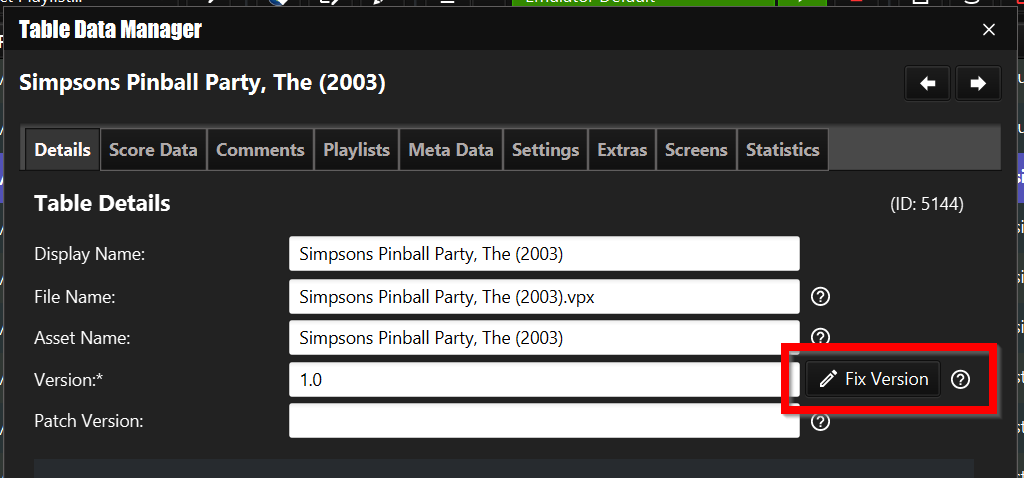 Emulator Default
Table Data Manager
Simpsons Pinball Party, The (2003)
Details Score Data Comments Playlists Meta Data Settings Extras Screens Statistics
Table Details (ID: 5144)
Display Name: Simpsons Pinball Party, The (2003)
File Name: Simpsons Pinball Party, The (2003).vpx
Asset Name: Simpsons Pinball Party, The (2003)
Version:* 1.0 Fix Version
Patch Version: